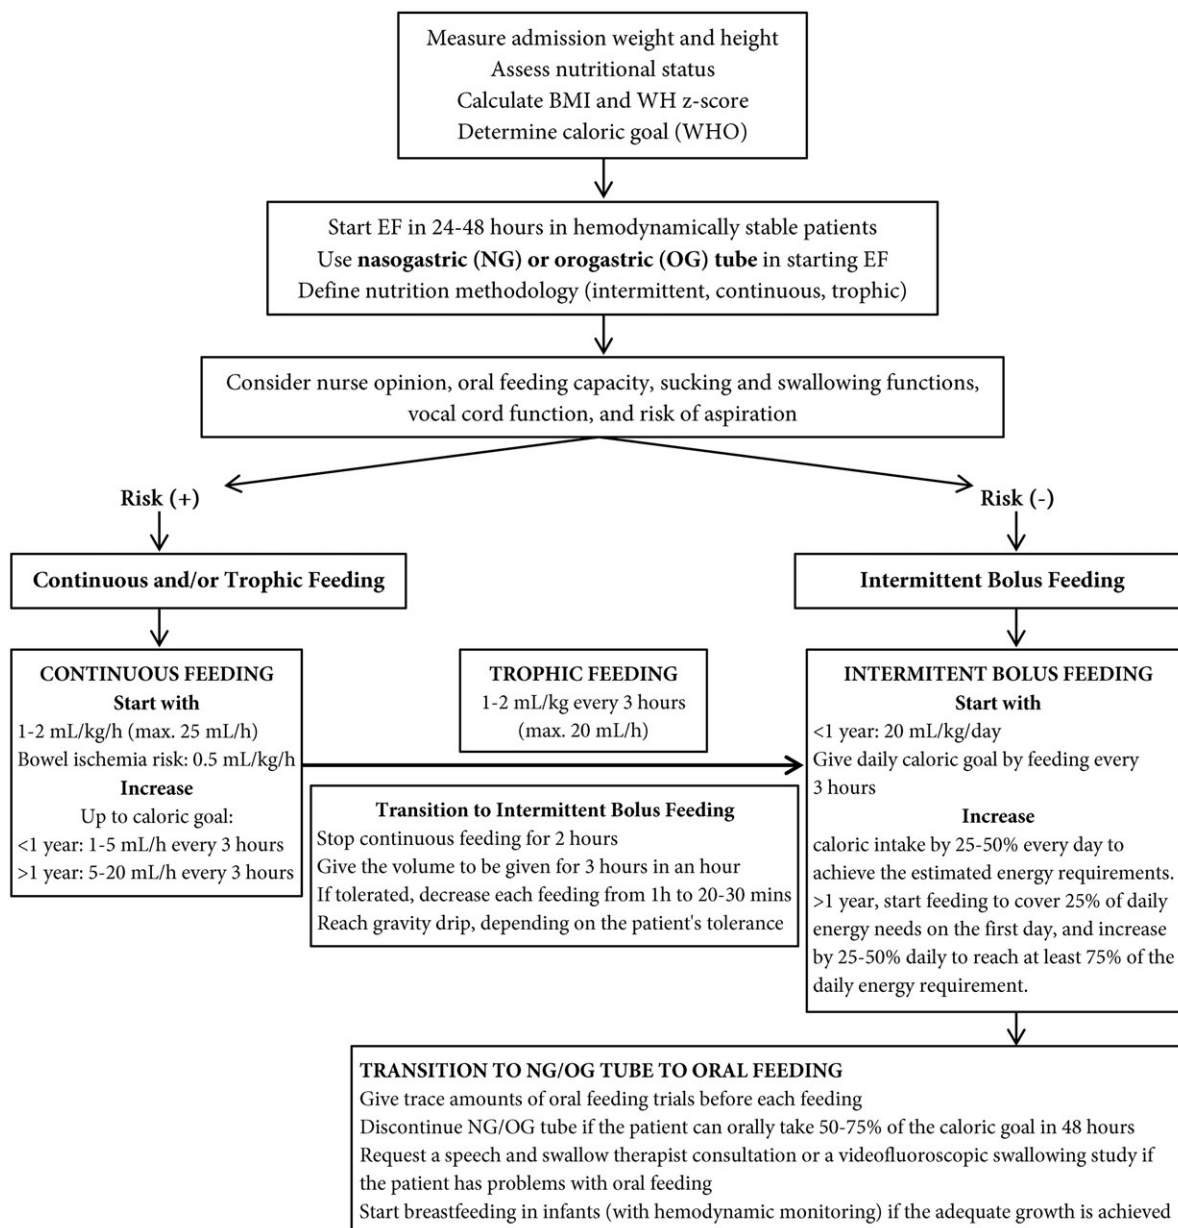 Measure admission weight and height
Assess nutritional status
Calculate BMI and WH z-score
Determine caloric goal (WHO)
Start EF in 24-48 hours in hemodynamically stable patients
Use nasogastric (NG) or orogastric (OG) tube in starting EF
Define nutrition methodology (intermittent, continuous, trophic)
Consider nurse opinion, oral feeding capacity, sucking and swallowing functions,
vocal cord function, and risk of aspiration
Risk (+)
Risk (-)
Continuous and/or Trophic Feeding
Intermittent Bolus Feeding
CONTINUOUS FEEDING
Start with
1-2 mL/kg/h (max. 25 mL/h)
Bowel ischemia risk: 0.5 mL/kg/h
Increase
Up to caloric goal:
<1 year: 1-5 mL/h every 3 hours
>1 year: 5-20 mL/h every 3 hours
TROPHIC FEEDING
1-2 mL/kg every 3 hours
(max. 20 mL/h)
Transition to Intermittent Bolus Feeding
Stop continuous feeding for 2 hours
Give the volume to be given for 3 hours in an hour
If tolerated, decrease each feeding from 1h to 20-30 mins
Reach gravity drip, depending on the patient's tolerance
INTERMITENT BOLUS FEEDING
Start with
<1 year: 20 mL/kg/day
Give daily caloric goal by feeding every
3 hours
Increase
caloric intake by 25-50% every day to
achieve the estimated energy requirements.
>1 year, start feeding to cover 25% of daily
energy needs on the first day, and increase
by 25-50% daily to reach at least 75% of the
daily energy requirement.
TRANSITION TO NG/OG TUBE TO ORAL FEEDING
Give trace amounts of oral feeding trials before each feeding
Discontinue NG/OG tube if the patient can orally take 50-75% of the caloric goal in 48 hours
Request a speech and swallow therapist consultation or a videofluoroscopic swallowing study if
the patient has problems with oral feeding
Start breastfeeding in infants (with hemodynamic monitoring) if the adequate growth is achieved